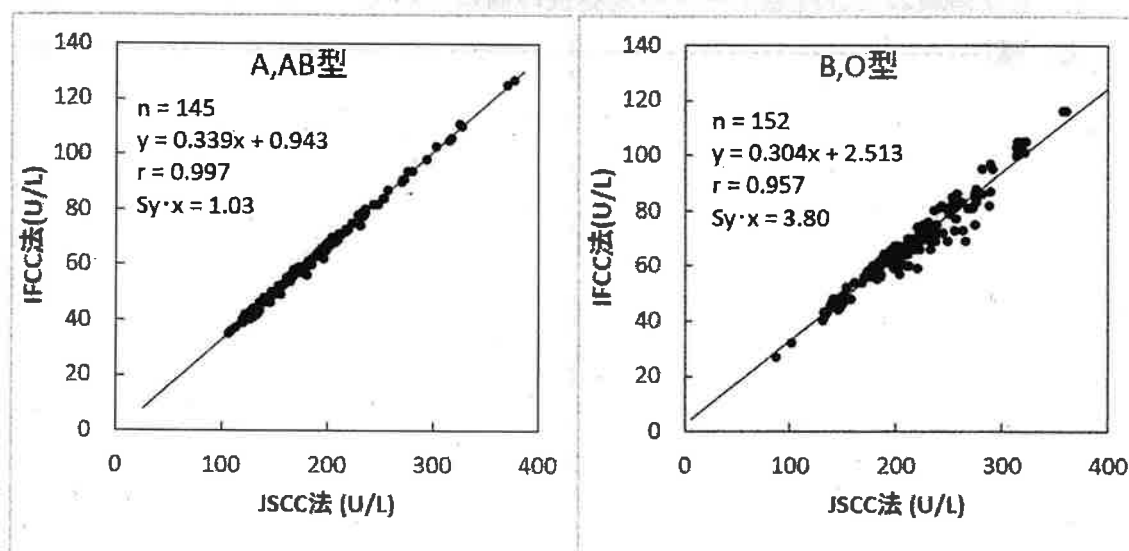 A,AB型
n = 145
y = 0.339x + 0.943
r = 0.997
Sy·x = 1.03
IFCC法(U/L)
140
120
100
80
60
40
20
0
0 100 200 300 400
JSCC法 (U/L)
B,O型
n = 152
y = 0.304x + 2.513
r = 0.957
Sy·x = 3.80
IFCC法(U/L)
140
120
100
80
60
40
20
0
0 100 200 300 400
JSCC法 (U/L)